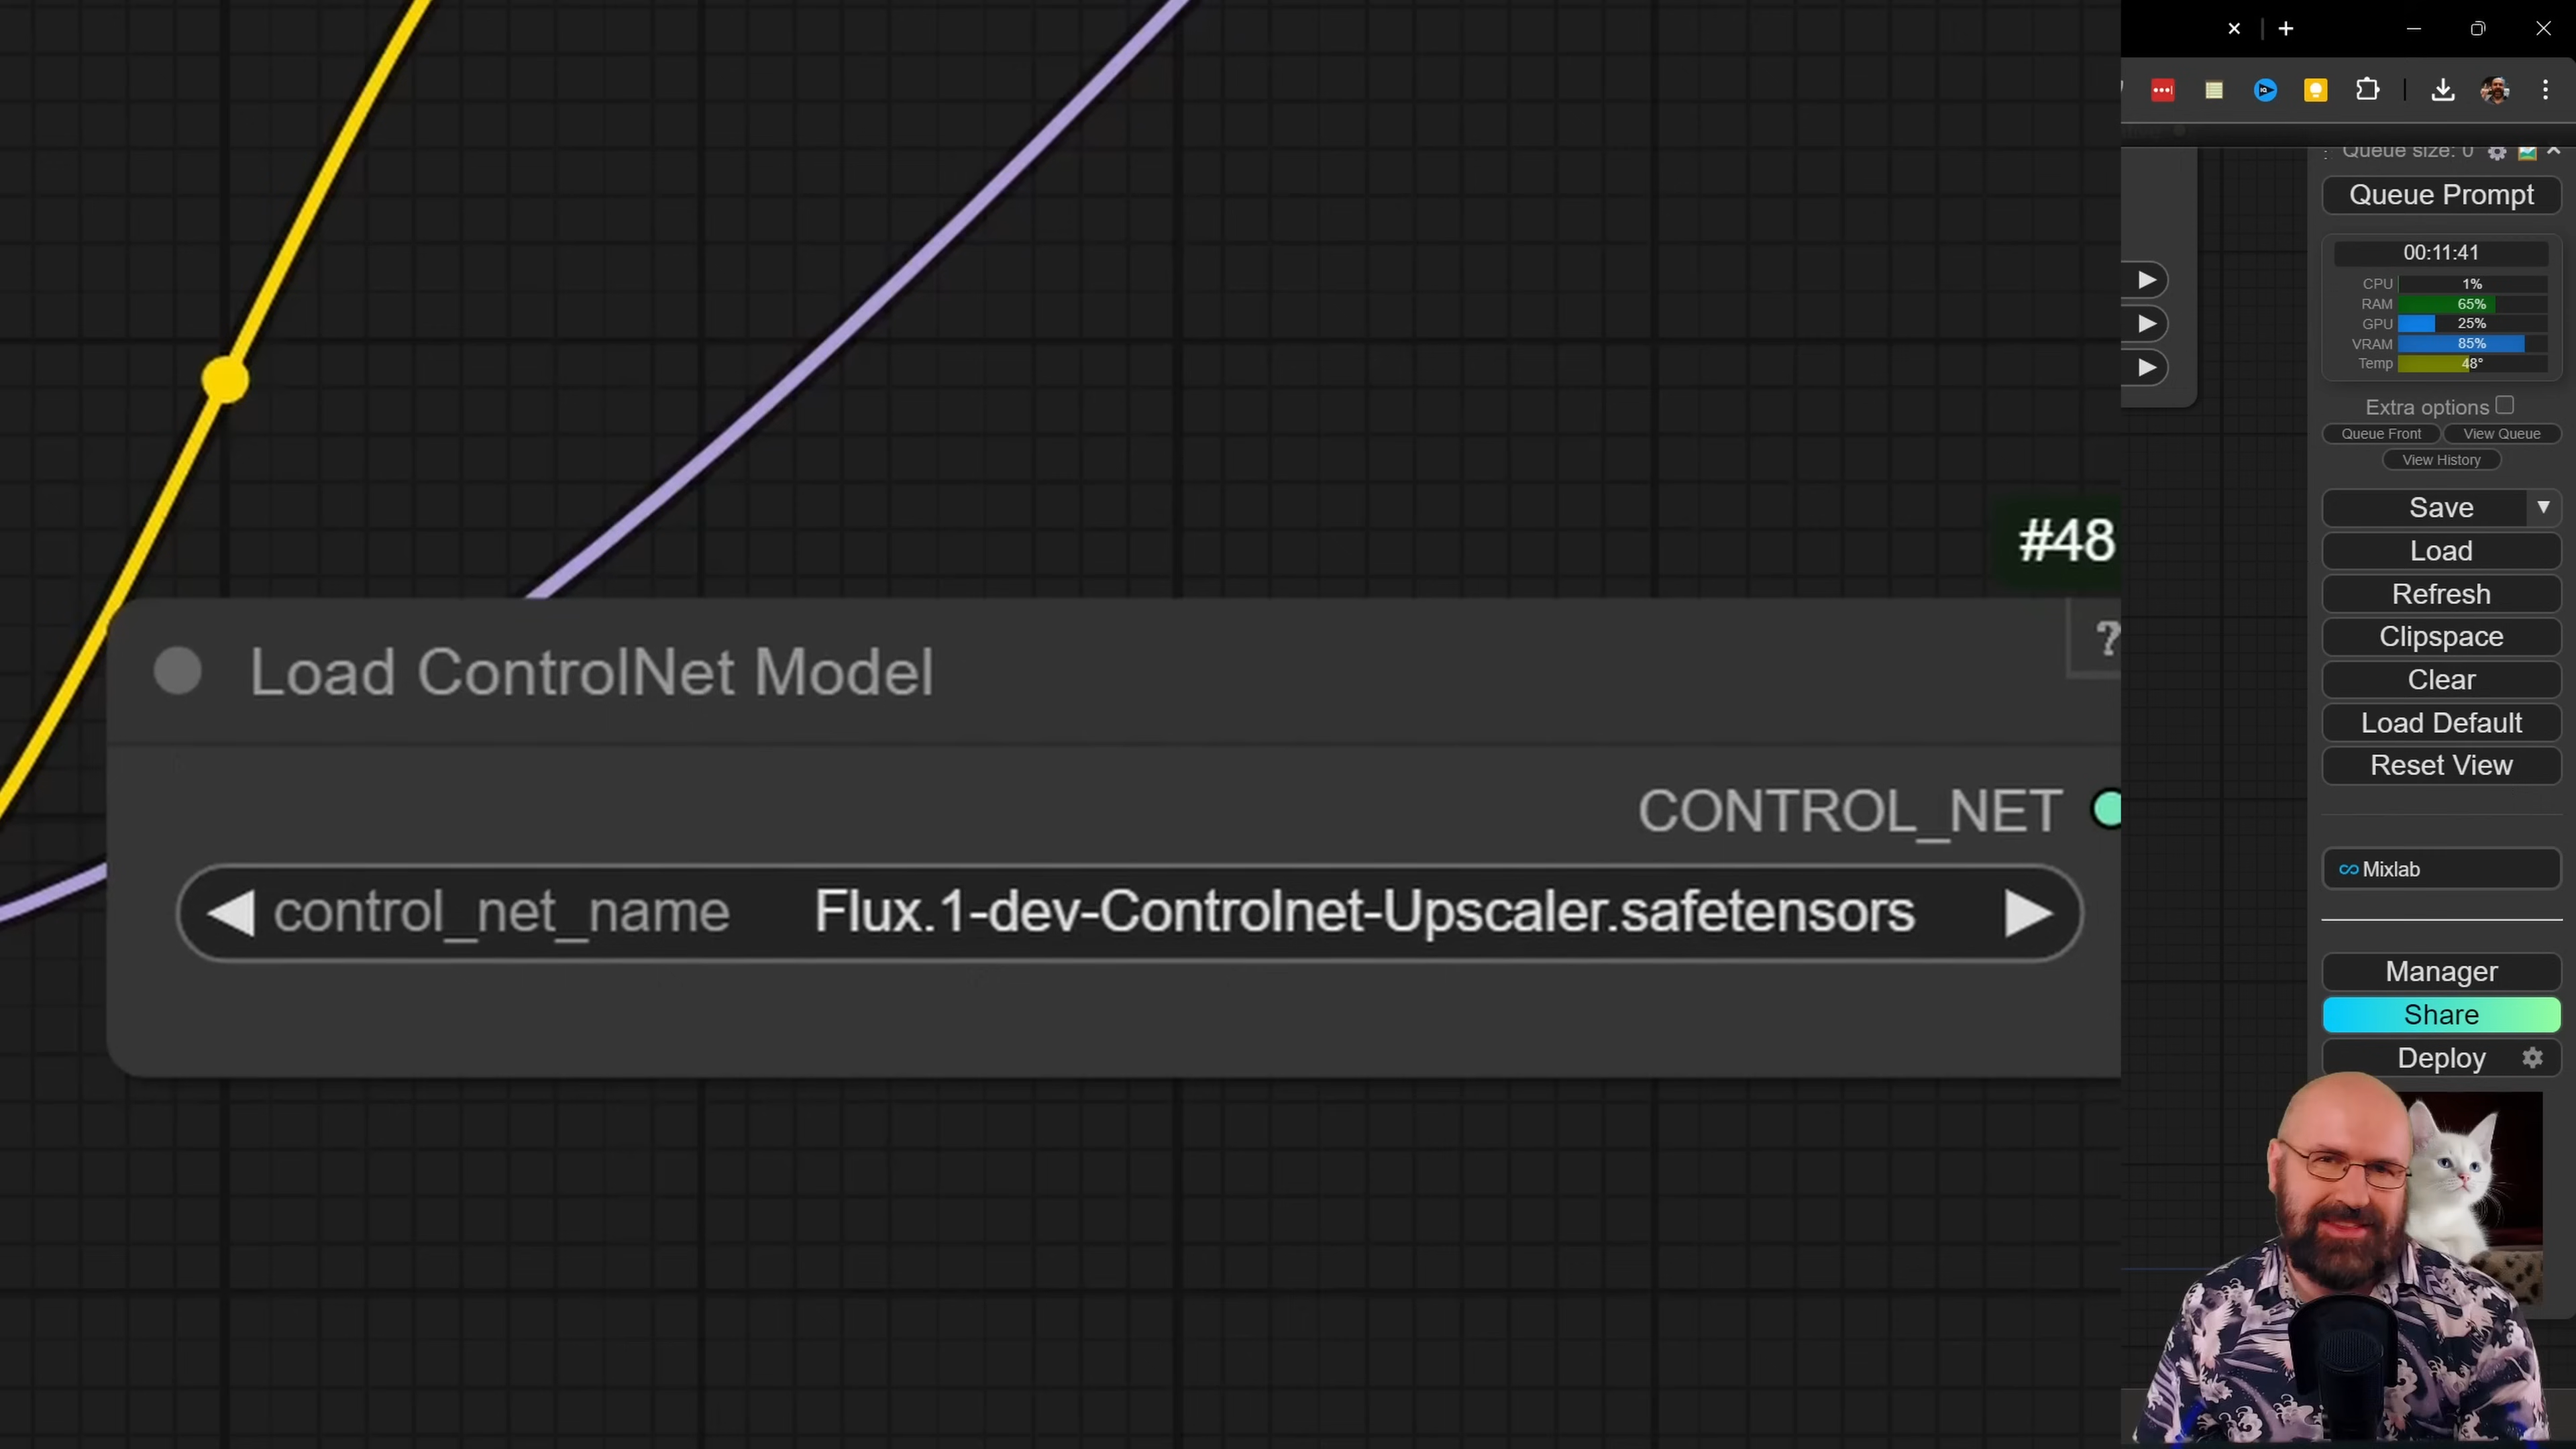 Queue size: 0
Queue Prompt
00:11:41
CPU 1%
RAM 65%
GPU 25%
VRAM 85%
Temp 48°
Extra options
Queue Front View Queue
View History
#48
Save ▼
Load
Refresh
Clipspace
Clear
Load Default
Reset View
Load ControlNet Model ?
CONTROL_NET
control_net_name Flux.1-dev-Controlnet-Upscaler.safetensors
Mixlab
Manager
Share
Deploy